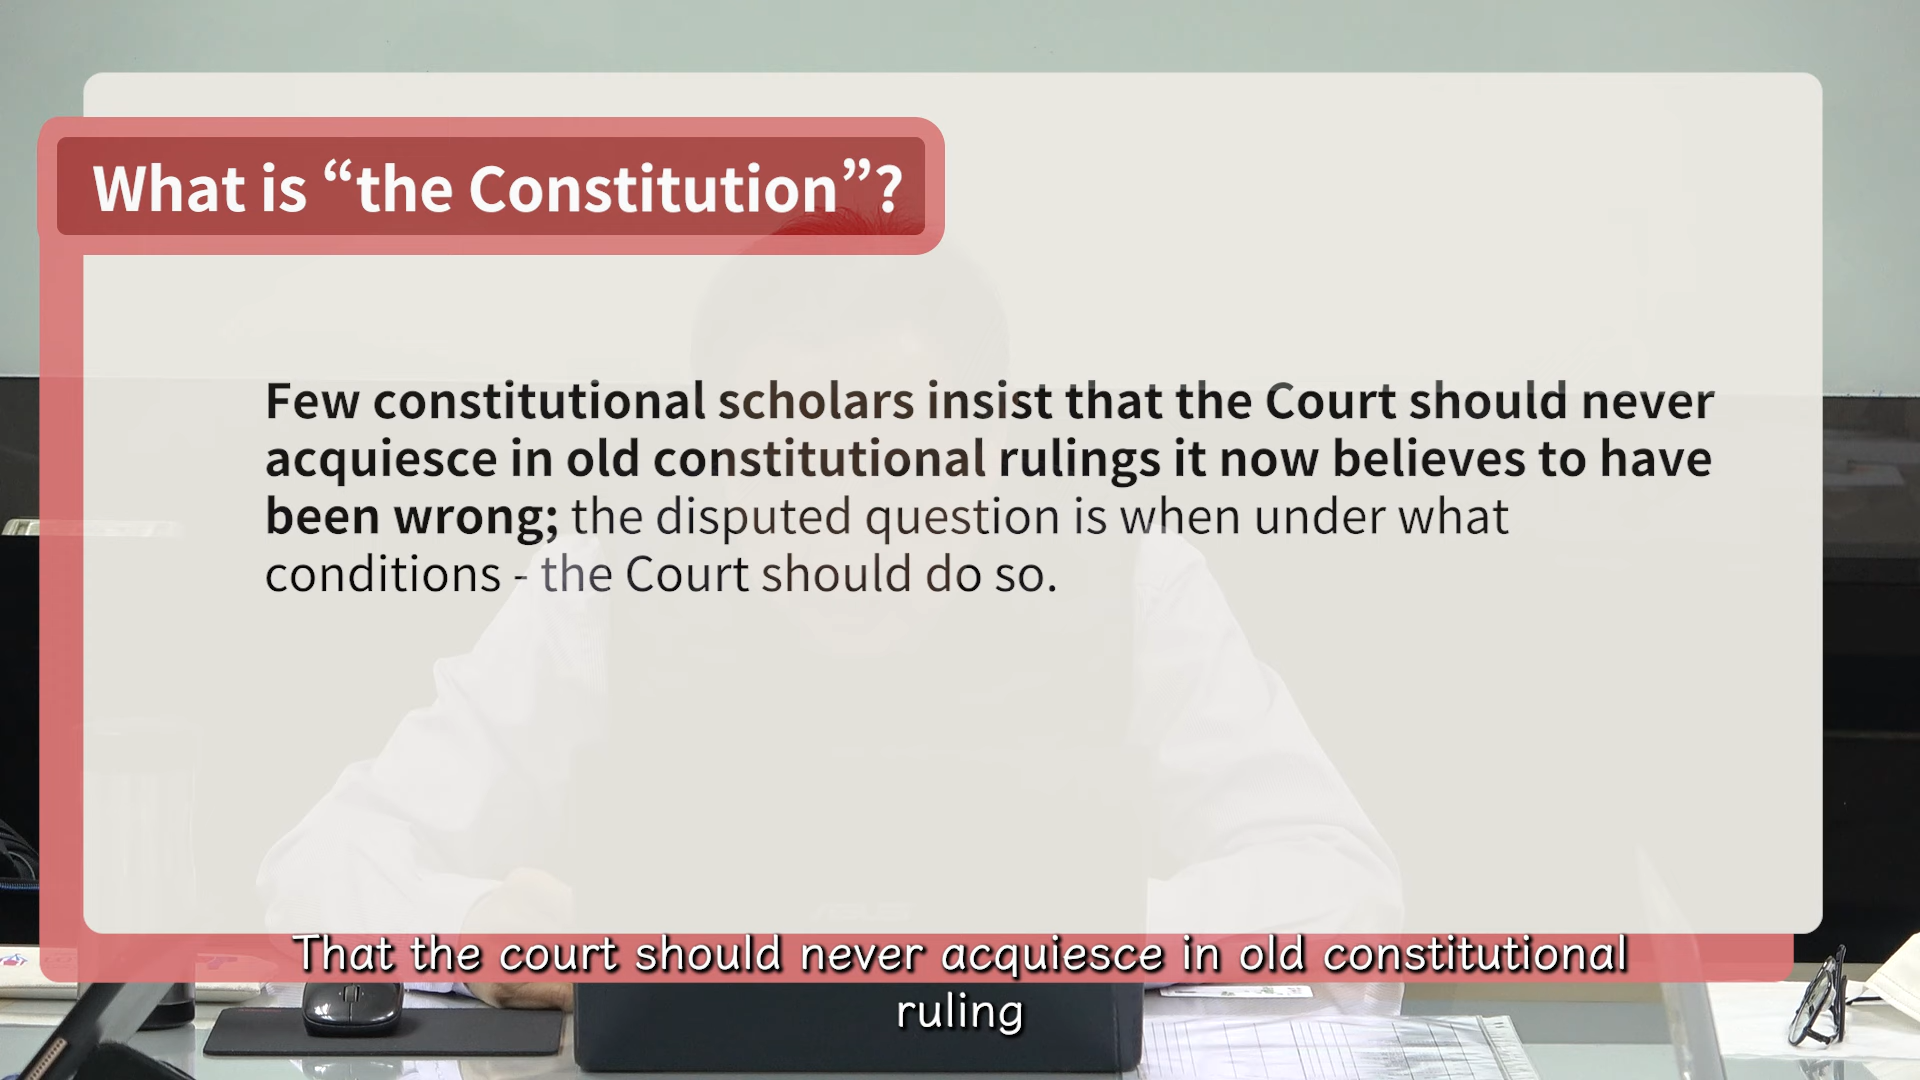 What is “the Constitution”?
Few constitutional scholars insist that the Court should never
acquiesce in old constitutional rulings it now believes to have
been wrong; the disputed question is when under what
conditions - the Court should do so.
That the court should never acquiesce in old constitutional
ruling